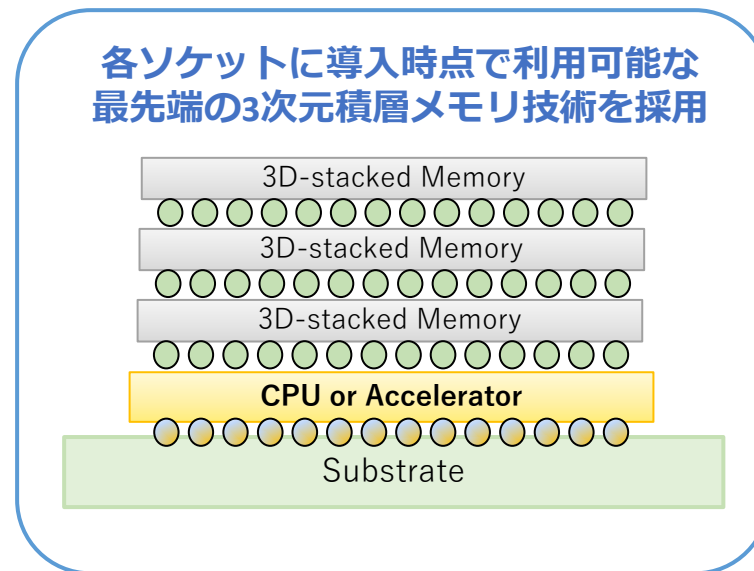 各ソケットに導入時点で利用可能な
最先端の3次元積層メモリ技術を採用
3D-stacked Memory
3D-stacked Memory
3D-stacked Memory
CPU or Accelerator
Substrate